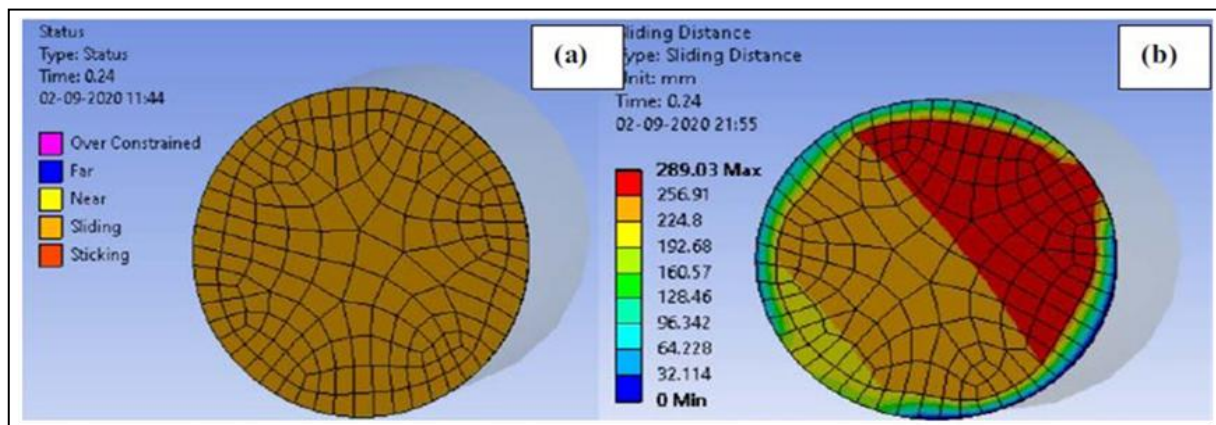 Status
Type: Status
Time: 0.24
02-09-2020 11:44
(a)
Over Constrained
Far
Near
Sliding
Sticking
liding Distance
ype: Sliding Distance
nit: mm
Time: 0.24
02-09-2020 21:55
(b)
289.03 Max
256.91
224.8
192.68
160.57
128.46
96.342
64.228
32.114
0 Min